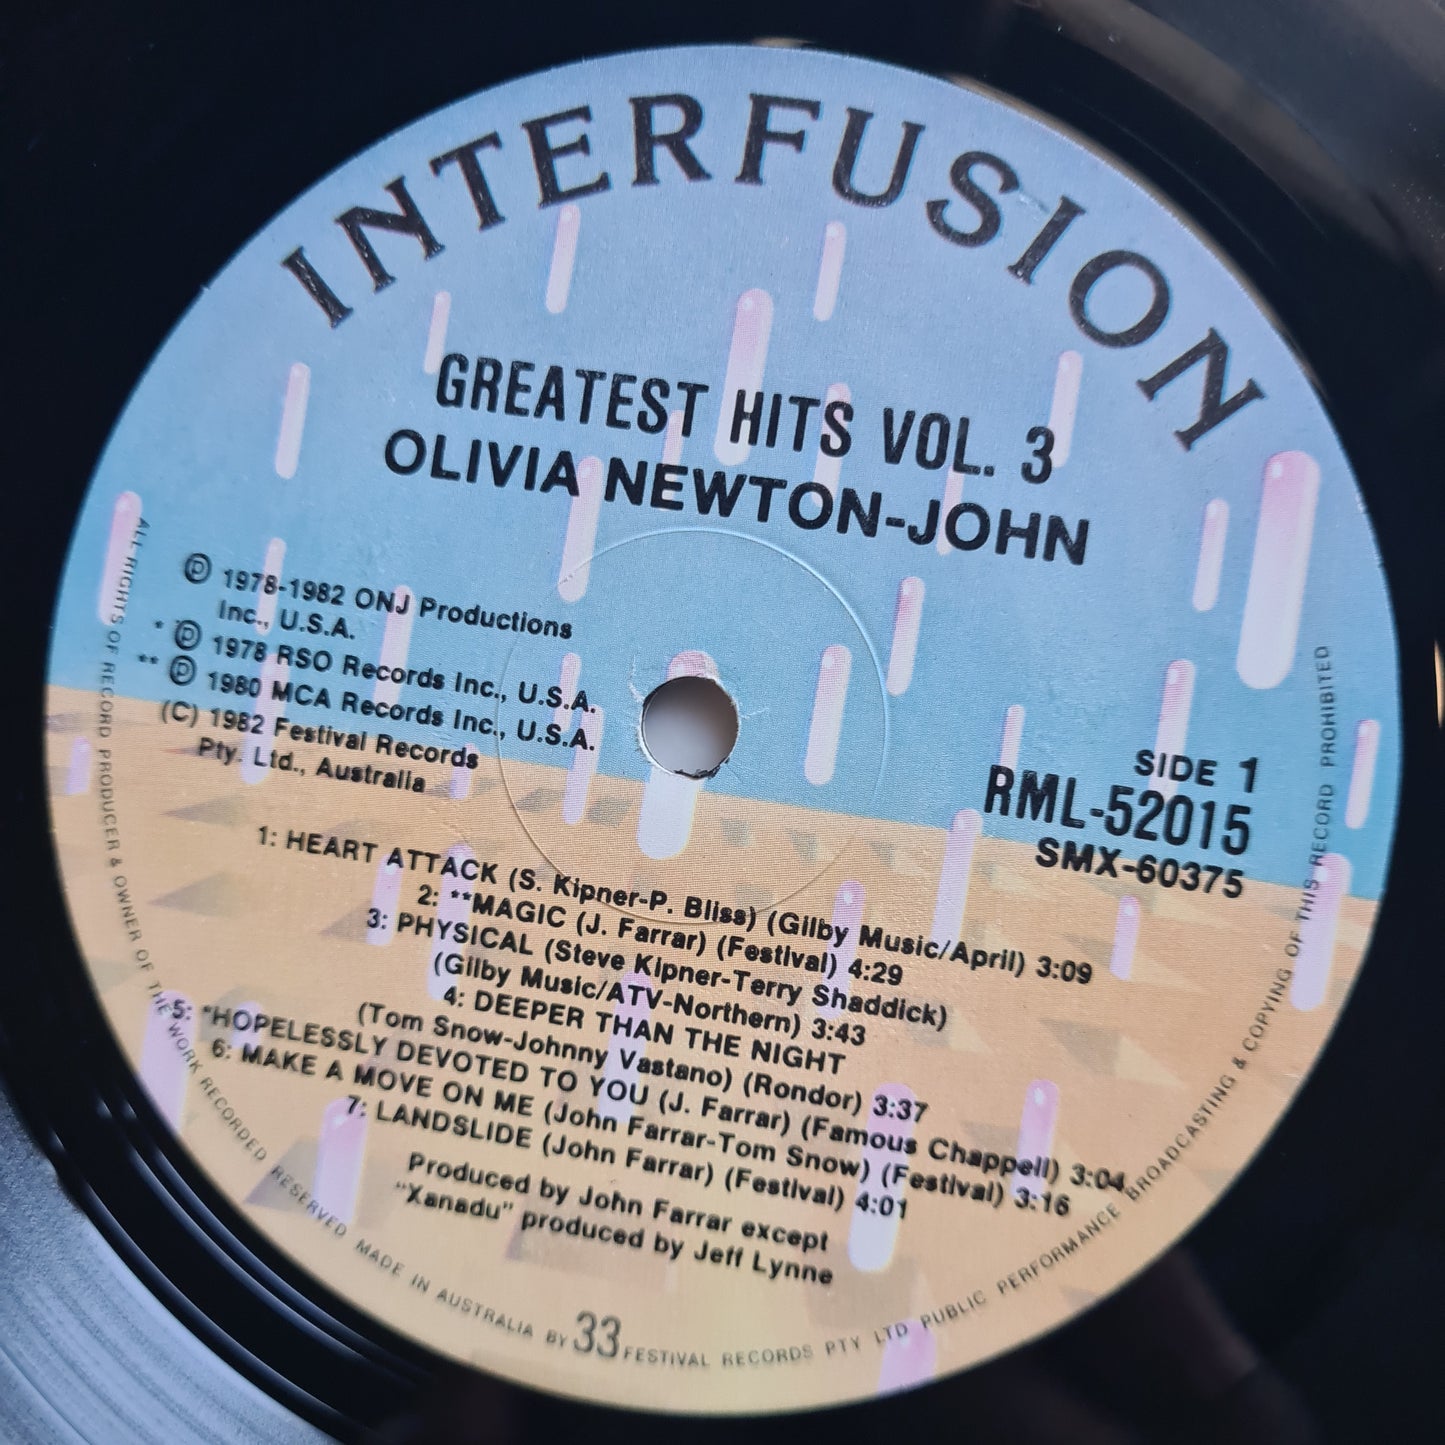 INTERFUSION
GREATEST HITS VOL. 3
OLIVIA NEWTON-JOHN
Ⓟ 1978-1982 ONJ Productions
Inc., U.S.A.
* Ⓟ 1978 RSO Records Inc., U.S.A.
** Ⓟ 1980 MCA Records Inc., U.S.A.
(C) 1982 Festival Records
Pty. Ltd., Australia
SIDE 1
RML-52015
SMX-60375
1: HEART ATTACK (S. Kipner-P. Bliss) (Gilby Music/April) 3:09
2: **MAGIC (J. Farrar) (Festival) 4:29
3: PHYSICAL (Steve Kipner-Terry Shaddick)
(Gilby Music/ATV-Northern) 3:43
4: DEEPER THAN THE NIGHT
(Tom Snow-Johnny Vastano) (Rondor) 3:37
5: *HOPELESSLY DEVOTED TO YOU (J. Farrar) (Famous Chappell) 3:04
6: MAKE A MOVE ON ME (John Farrar-Tom Snow) (Festival) 3:16
7: LANDSLIDE (John Farrar) (Festival) 4:01
Produced by John Farrar except
"Xanadu" produced by Jeff Lynne
33
ALL RIGHTS OF RECORD PRODUCER & OWNER OF THE WORK RECORDED RESERVED MADE IN AUSTRALIA BY FESTIVAL RECORDS PTY LTD PUBLIC PERFORMANCE BROADCASTING & COPYING OF THIS RECORD PROHIBITED